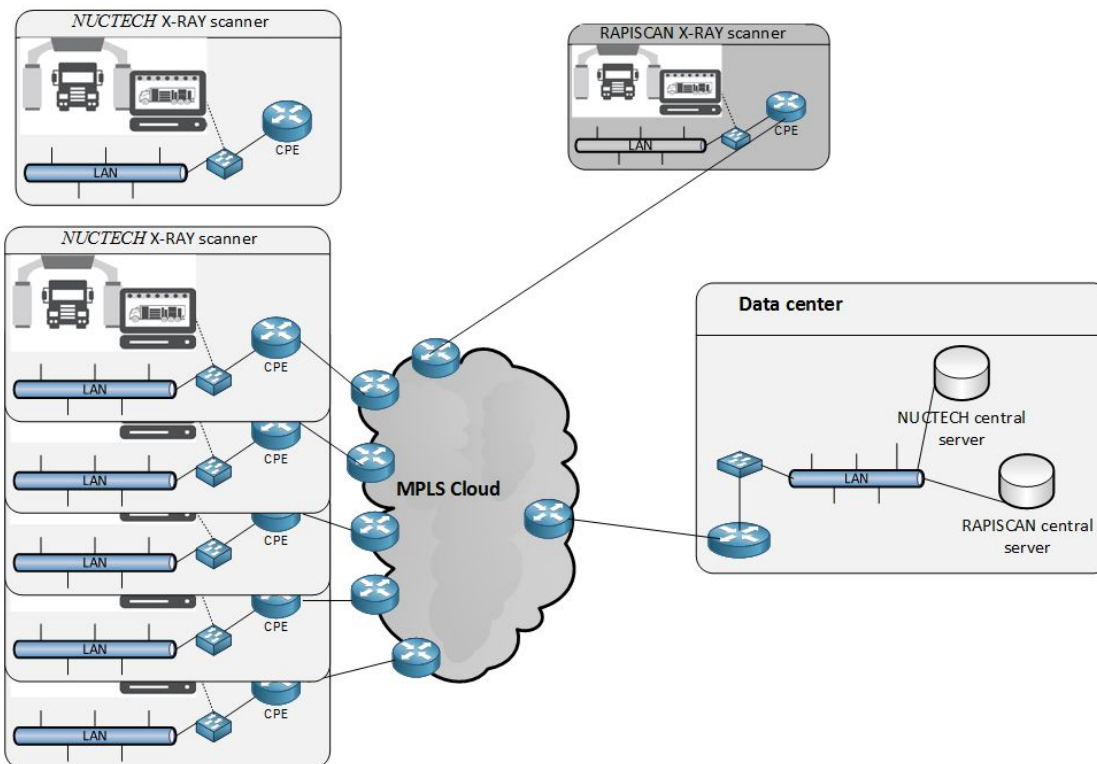 NUCTECH X-RAY scanner
CPE
LAN
RAPISCAN X-RAY scanner
CPE
LAN
NUCTECH X-RAY scanner
CPE
LAN
CPE
LAN
CPE
LAN
CPE
LAN
CPE
LAN
MPLS Cloud
Data center
NUCTECH central
server
LAN
RAPISCAN central
server